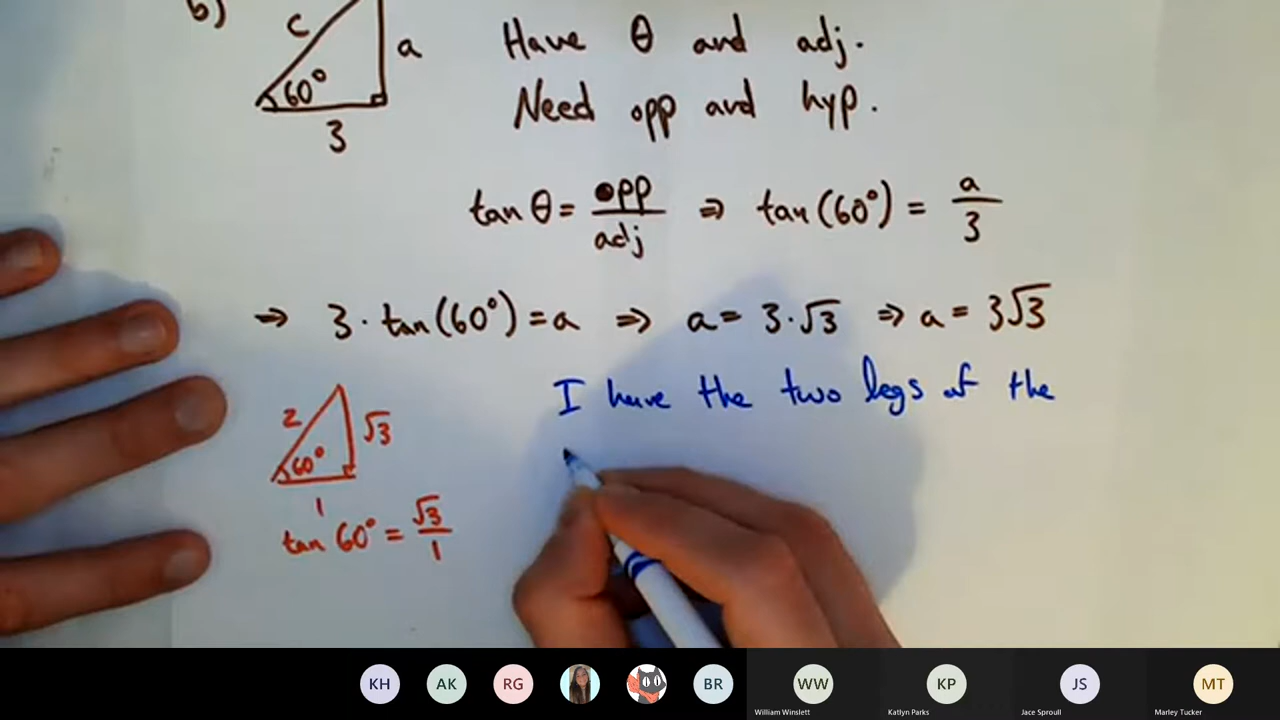 b)
c
a
60°
3
Have θ and adj.
Need opp and hyp.
tan θ = opp/adj ⇒ tan(60°) = a/3
⇒ 3 · tan(60°) = a ⇒ a = 3·√3 ⇒ a = 3√3
2
√3
60°
1
tan 60° = √3/1
I have the two legs of the
KH AK RG BR WW KP JS MT
William Winslett Katlyn Parks Jace Sproull Marley Tucker